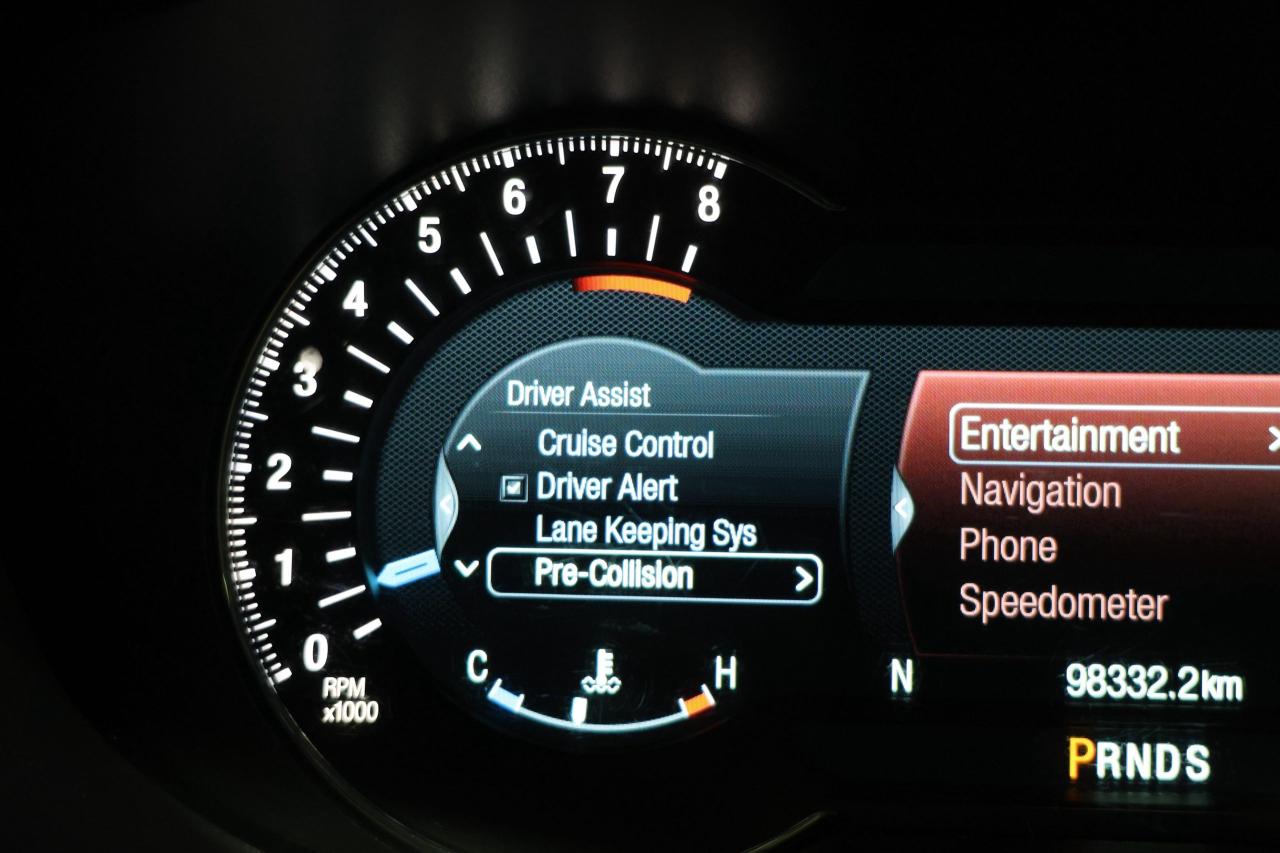 8
7
6
5
4
3
2
1
0
RPM
x1000
Driver Assist
Cruise Control
Driver Alert
Lane Keeping Sys
Pre-Collision
C
H
Entertainment
Navigation
Phone
Speedometer
N
98332.2km
PRNDS